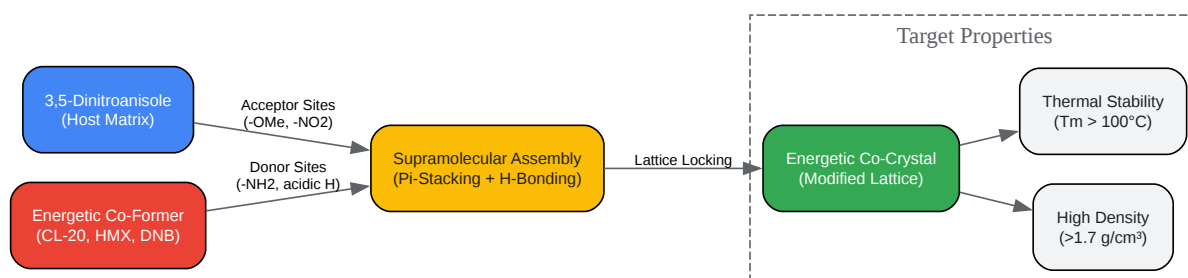 Target Properties
3,5-Dinitroanisole
(Host Matrix)
Acceptor Sites
(-OMe, -NO2)
Thermal Stability
(Tm > 100°C)
Supramolecular Assembly
(Pi-Stacking + H-Bonding)
Lattice Locking
Energetic Co-Crystal
(Modified Lattice)
Donor Sites
(-NH2, acidic H)
Energetic Co-Former
(CL-20, HMX, DNB)
High Density
(>1.7 g/cm³)